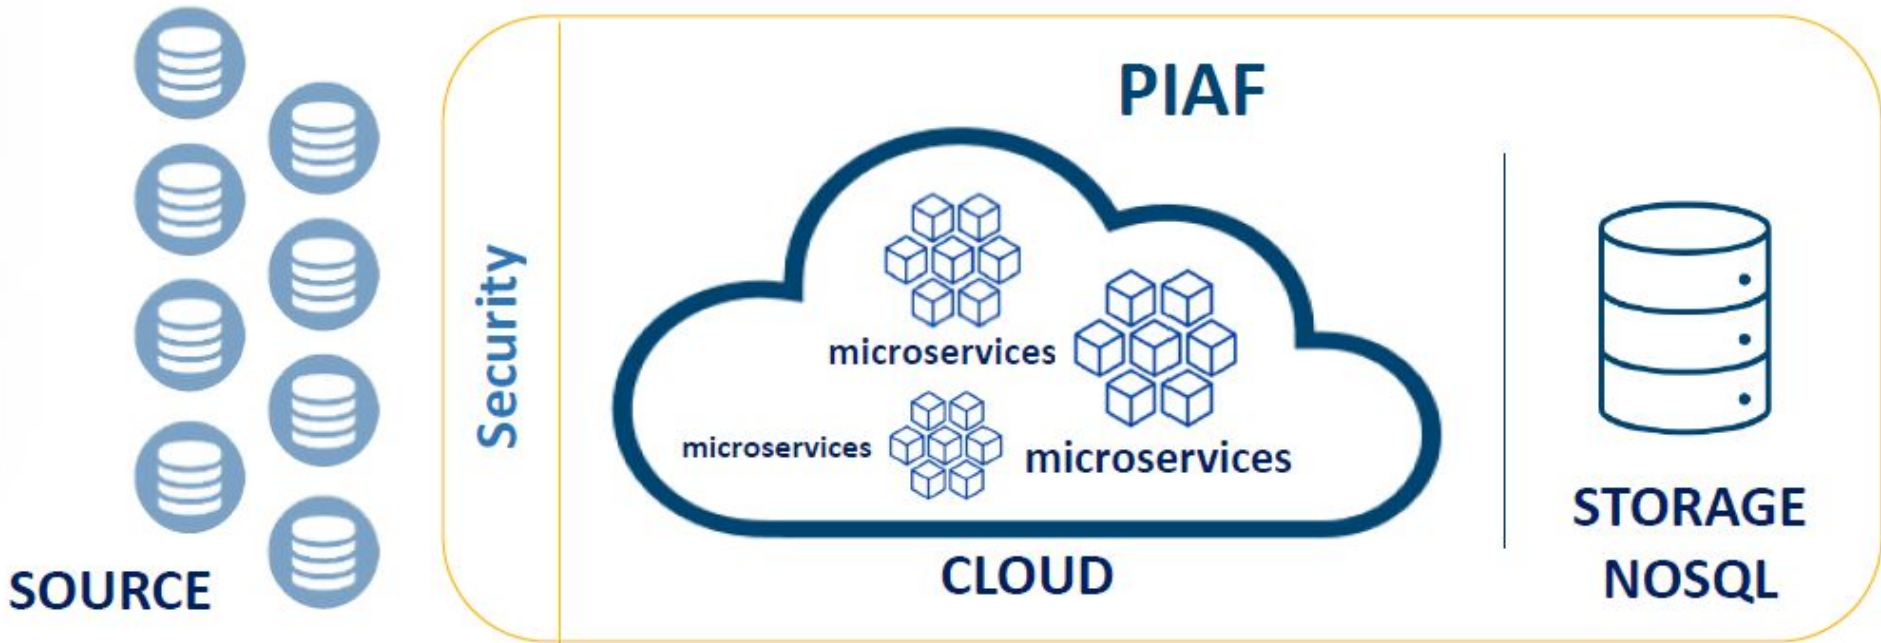 SOURCE
Security
PIAF
microservices
microservices
microservices
CLOUD
STORAGE
NOSQL